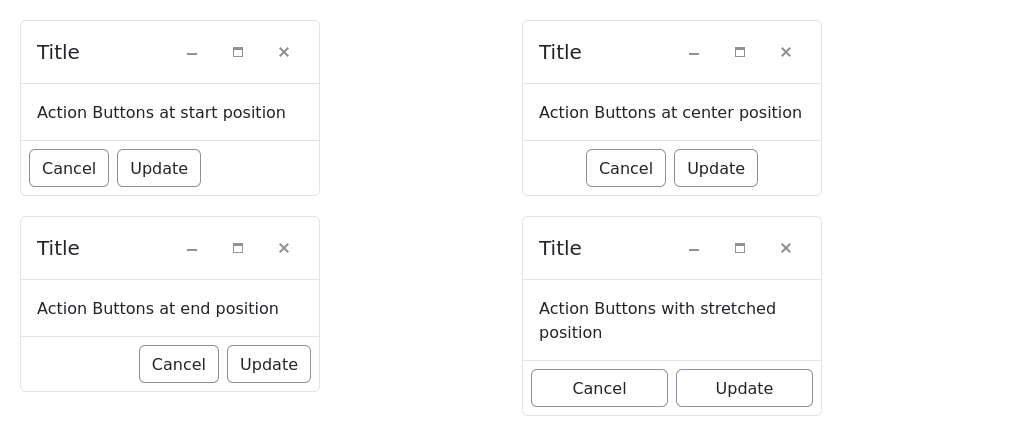 Title
Action Buttons at start position
Cancel Update
Title
Action Buttons at center position
Cancel Update
Title
Action Buttons at end position
Cancel Update
Title
Action Buttons with stretched
position
Cancel Update